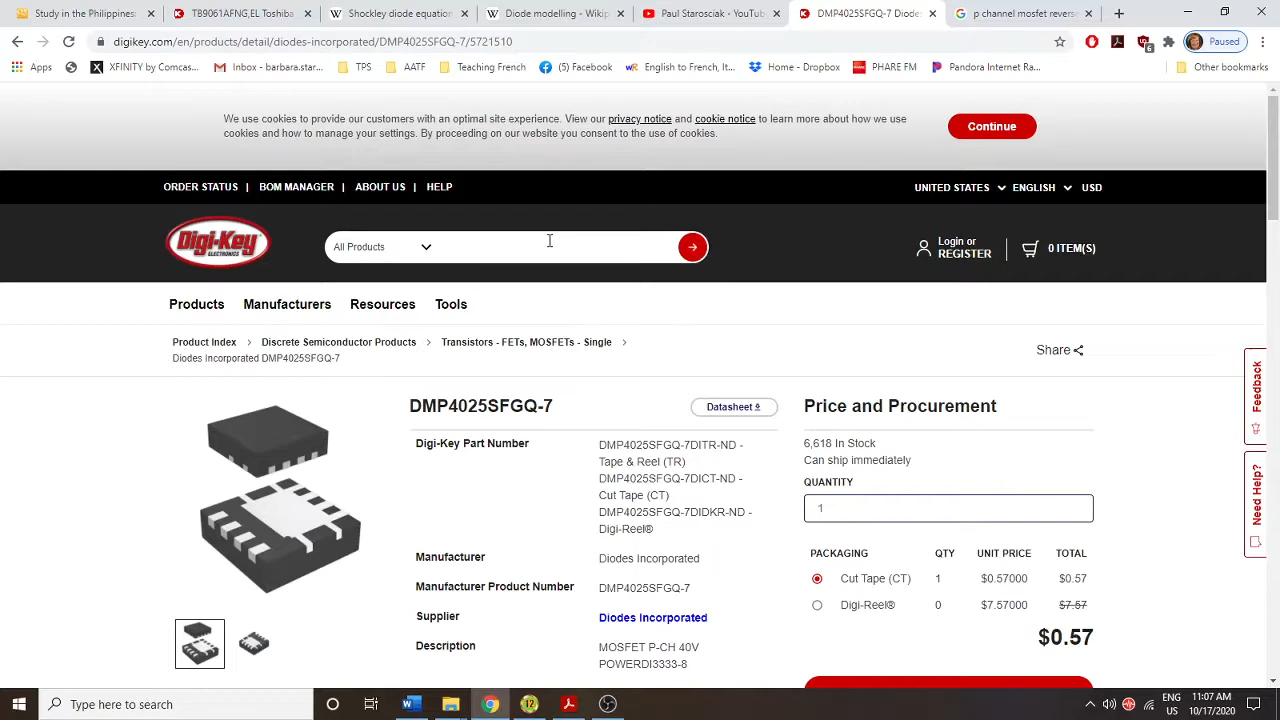 Study in the Philippines
TB9061AFNG,EL Toshiba
Shockley diode equation
Diode modelling - Wikip
Paul Starosciak - YouTube
DMP4025SFGQ-7 Diodes
p channel mosfet reverse
digikey.com/en/products/detail/diodes-incorporated/DMP4025SFGQ-7/5721510
6
Paused
Apps
XFINITY by Comcas...
Inbox - barbara.star...
TPS
AATF
Teaching French
(5) Facebook
English to French, It...
Home - Dropbox
PHARE FM
Pandora Internet Ra...
Other bookmarks
We use cookies to provide our customers with an optimal site experience. View our privacy notice and cookie notice to learn more about how we use
cookies and how to manage your settings. By proceeding on our website you consent to the use of cookies.
Continue
ORDER STATUS | BOM MANAGER | ABOUT US | HELP
UNITED STATES ENGLISH USD
Digi-Key
ELECTRONICS
All Products
Login or
REGISTER
0 ITEM(S)
Products Manufacturers Resources Tools
Product Index > Discrete Semiconductor Products > Transistors - FETs, MOSFETs - Single >
Diodes Incorporated DMP4025SFGQ-7
Share
Feedback
Need Help?
DMP4025SFGQ-7
Datasheet
Digi-Key Part Number
DMP4025SFGQ-7DITR-ND -
Tape & Reel (TR)
DMP4025SFGQ-7DICT-ND -
Cut Tape (CT)
DMP4025SFGQ-7DIDKR-ND -
Digi-Reel®
Manufacturer
Diodes Incorporated
Manufacturer Product Number
DMP4025SFGQ-7
Supplier
Diodes Incorporated
Description
MOSFET P-CH 40V
POWERDI3333-8
Price and Procurement
6,618 In Stock
Can ship immediately
QUANTITY
1
PACKAGING QTY UNIT PRICE TOTAL
Cut Tape (CT) 1 $0.57000 $0.57
Digi-Reel® 0 $7.57000 $7.57
$0.57
Type here to search
12
ENG
US
11:07 AM
10/17/2020